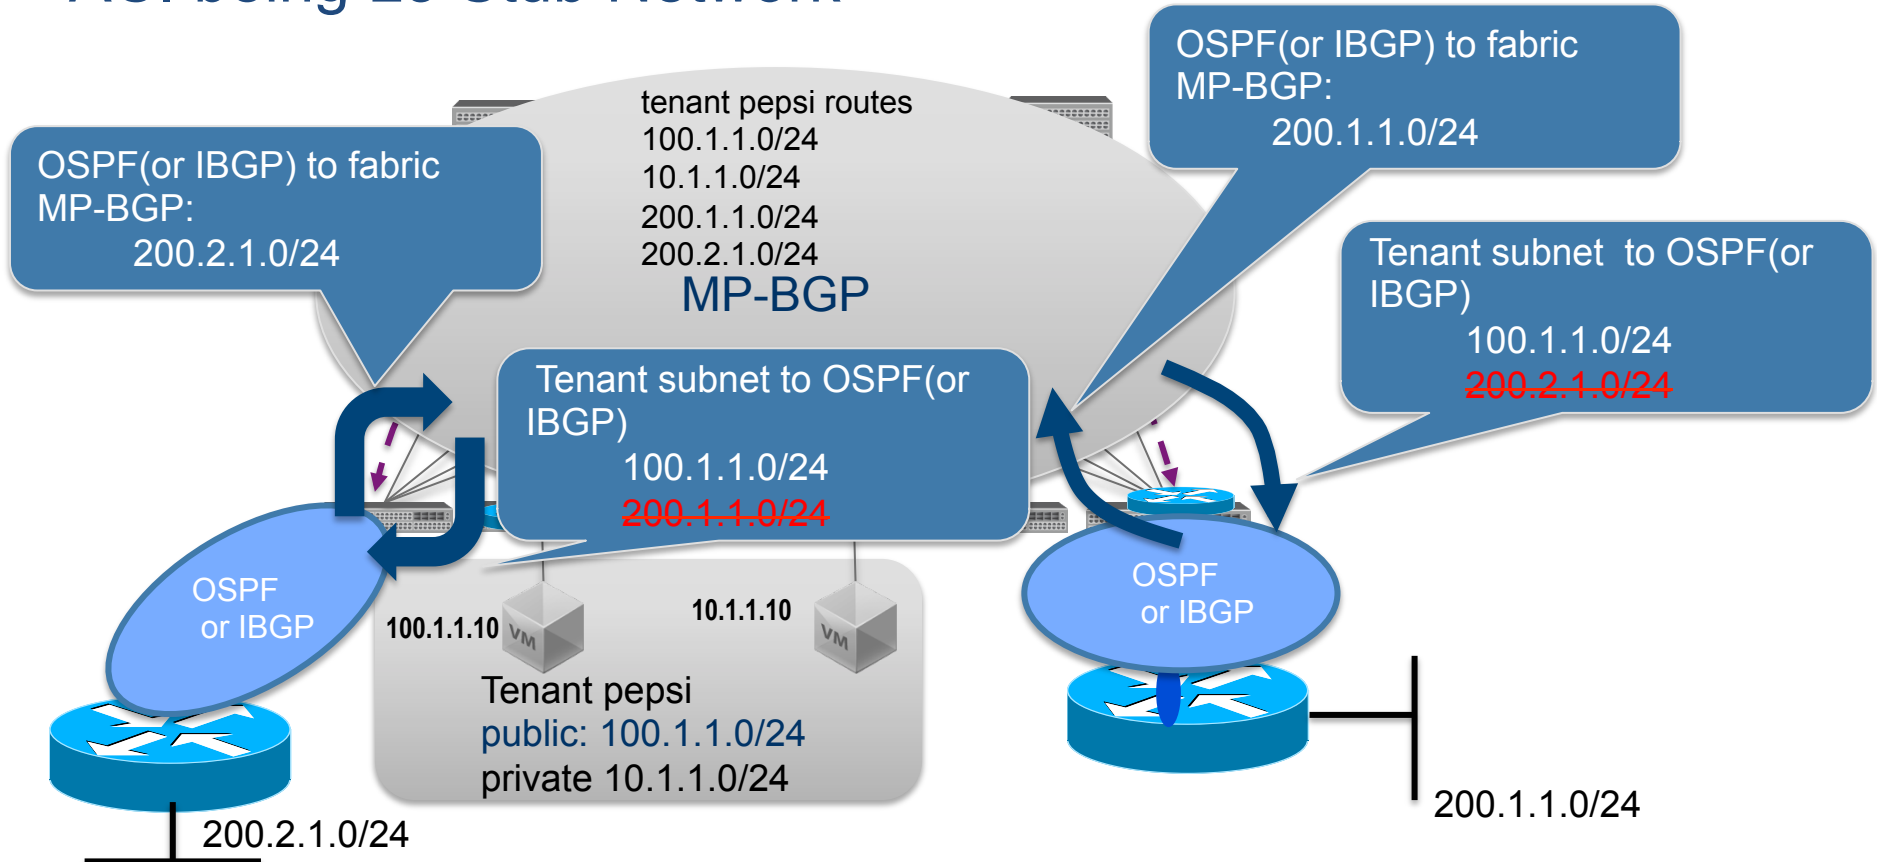 OSPF(or IBGP) to fabric
MP-BGP:
200.2.1.0/24
tenant pepsi routes
100.1.1.0/24
10.1.1.0/24
200.1.1.0/24
200.2.1.0/24
MP-BGP
OSPF(or IBGP) to fabric
MP-BGP:
200.1.1.0/24
Tenant subnet to OSPF(or
IBGP)
100.1.1.0/24
200.2.1.0/24
Tenant subnet to OSPF(or
IBGP)
100.1.1.0/24
200.1.1.0/24
OSPF
or IBGP
100.1.1.10
VM
10.1.1.10
VM
OSPF
or IBGP
Tenant pepsi
public: 100.1.1.0/24
private 10.1.1.0/24
200.2.1.0/24
200.1.1.0/24